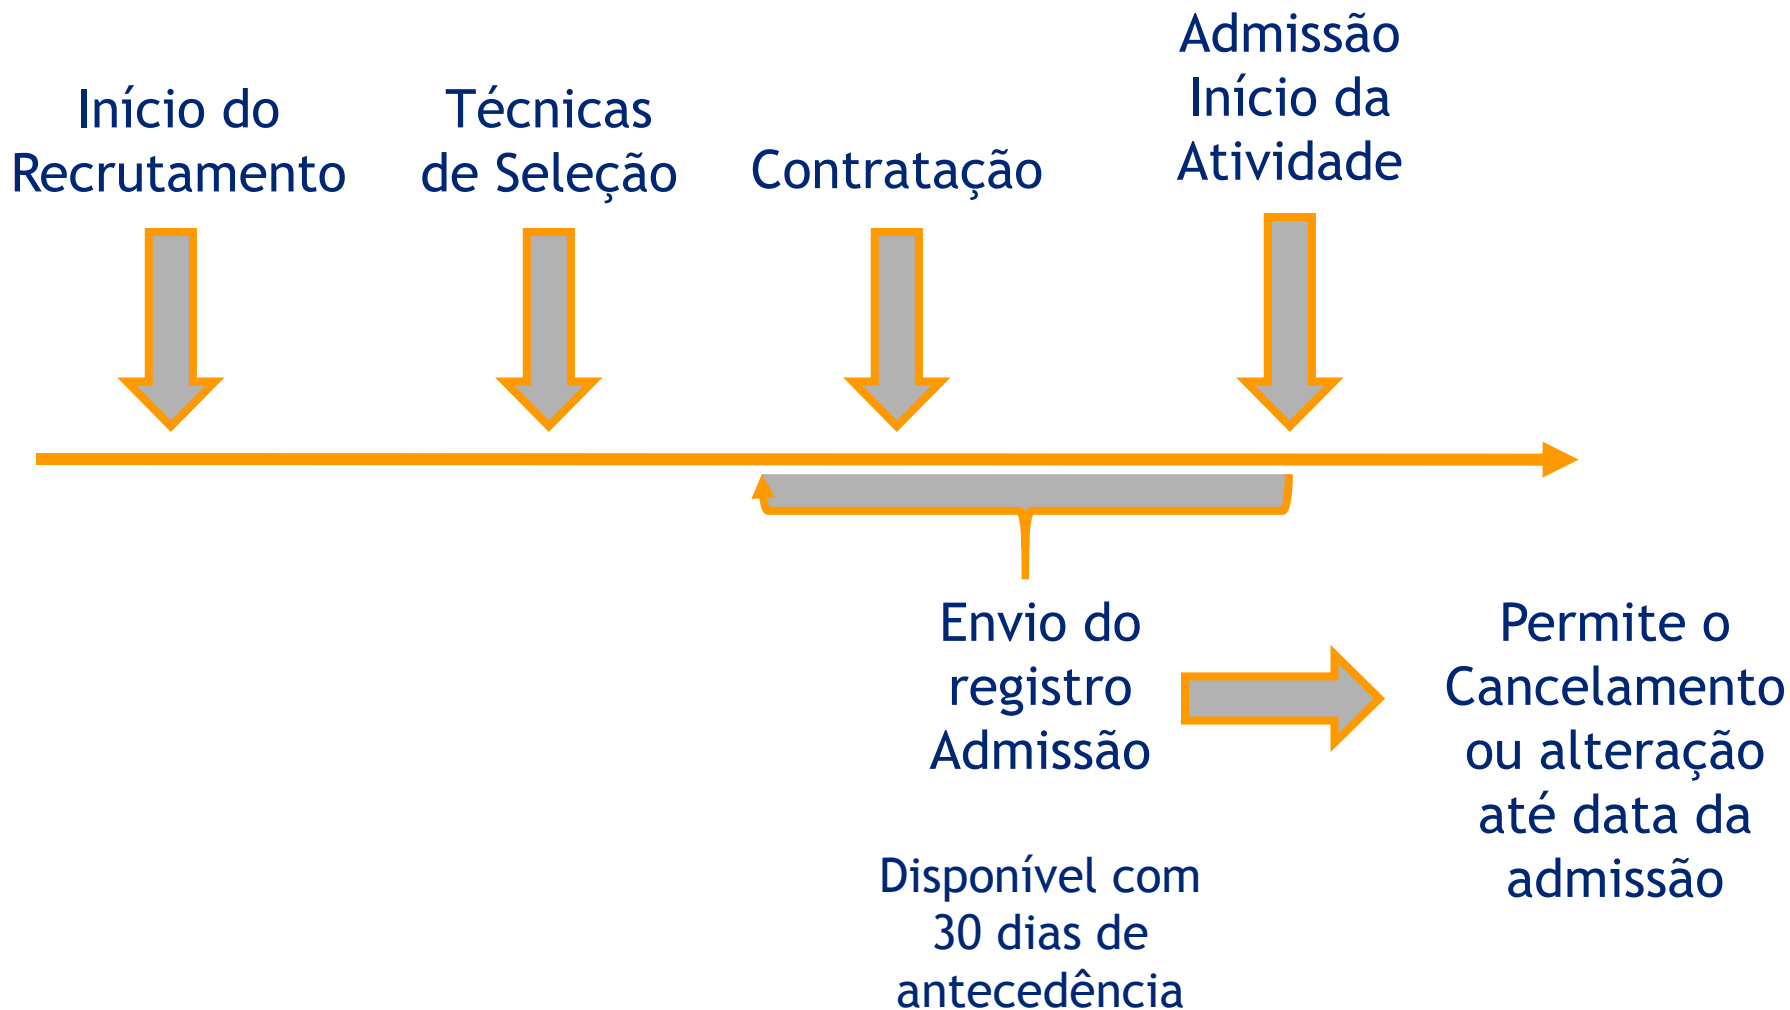 Início do
Recrutamento
Técnicas
de Seleção
Contratação
Admissão
Início da
Atividade
Envio do
registro
Admissão
Disponível com
30 dias de
antecedência
Permite o
Cancelamento
ou alteração
até data da
admissão